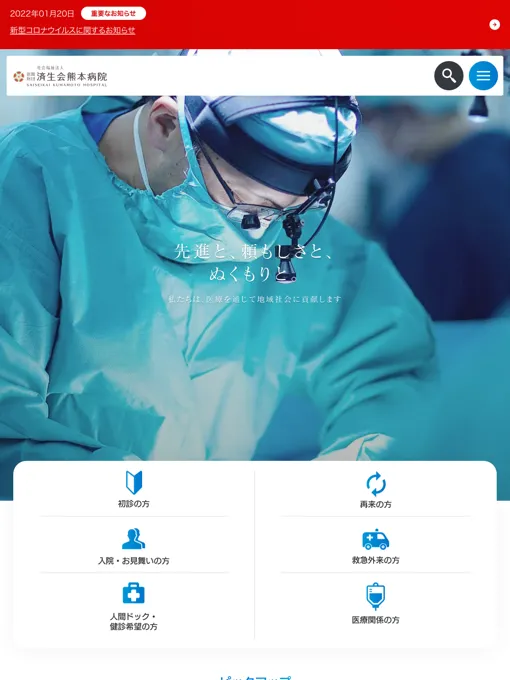 2022年01月20日 重要なお知らせ
新型コロナウイルスに関するお知らせ
社会福祉法人
恩賜財団 済生会熊本病院
SAISEIKAI KUMAMOTO HOSPITAL
先進と、頼もしさと、
ぬくもりと。
私たちは、医療を通じて地域社会に貢献します
初診の方
再来の方
入院・お見舞いの方
救急外来の方
人間ドック・
健診希望の方
医療関係の方
ピックアップ